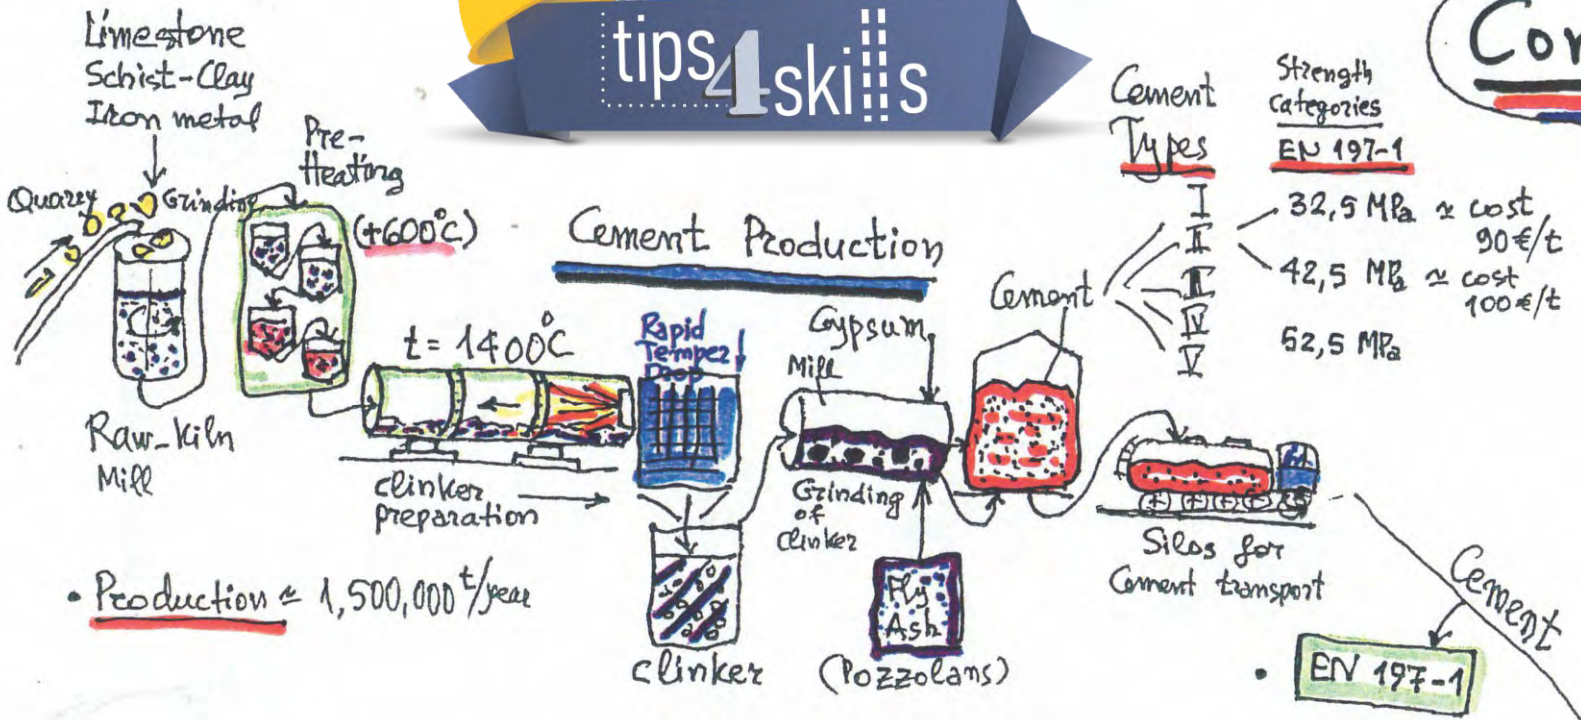 Limestone
Schist-Clay
Iron metal
Quarry
Grinding
Pre-
Heating
(+600°C)
Raw-Kiln
Mill
tips4skills
Cement Production
t = 1400°C
clinker
preparation
Rapid
Temper
Drop
clinker
Gypsum
Mill
Grinding
of
Clinker
Fly
Ash
(Pozzolans)
Cement
Cement
Types
I
II
III
IV
V
Strength
Categories
EN 197-1
32,5 MPa ≃ cost
90 €/t
42,5 MPa ≃ cost
100 €/t
52,5 MPa
Silos for
Cement transport
• Production ≃ 1,500,000 t/year
Cement
• EN 197-1